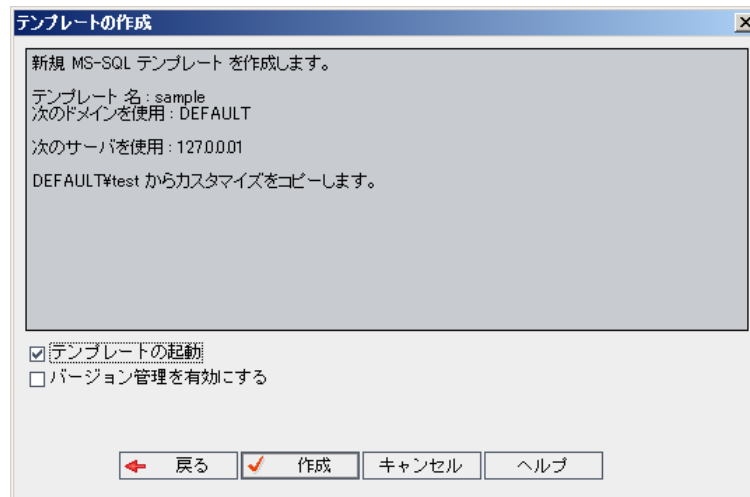 テンプレートの作成
新規 MS-SQL テンプレート を作成します。
テンプレート 名 : sample
次のドメインを使用 : DEFAULT
次のサーバを使用 : 127.0.0.01
DEFAULT¥test からカスタマイズをコピーします。
テンプレートの起動
バージョン管理を有効にする
戻る 作成 キャンセル ヘルプ